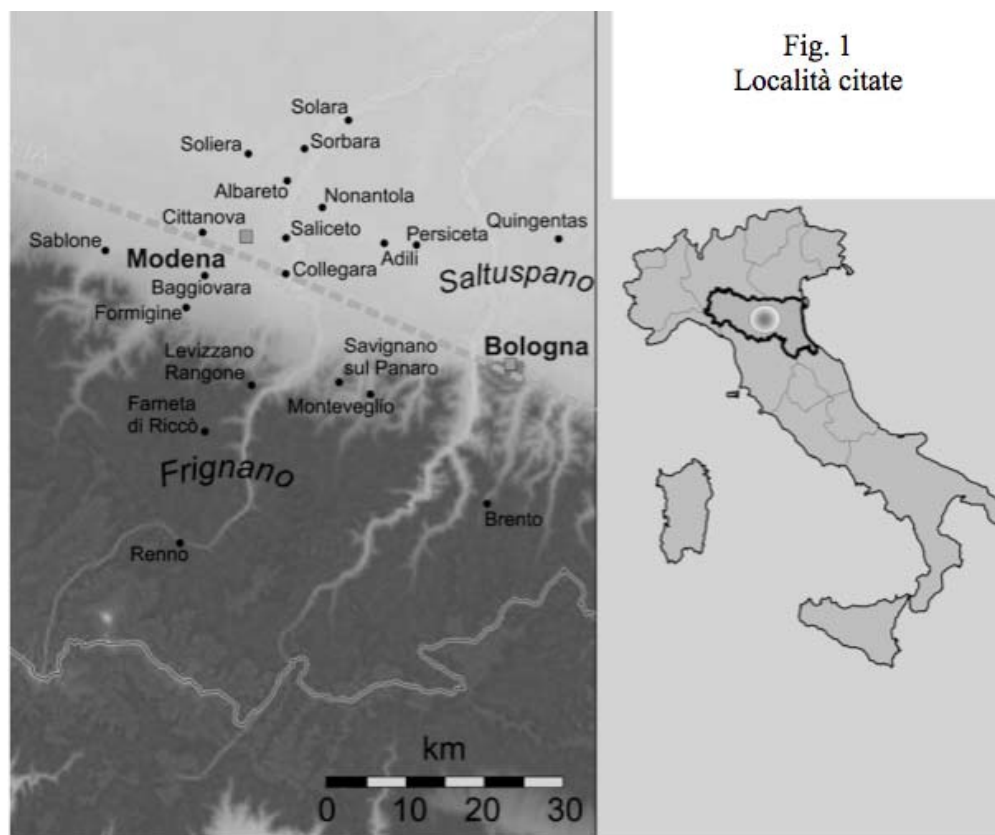 Fig. 1
Località citate
Solara
Soliera
Sorbara
Albareto
Nonantola
Cittanova
Saliceto
Quingentas
Sablone
Persiceta
Adili
Modena
Collegara
Saltuspano
Baggiovara
Formigine
Levizzano
Rangone
Savignano
sul Panaro
Bologna
Monteveglio
Fameta
di Riccò
Frignano
Brento
Renno
km
0 10 20 30